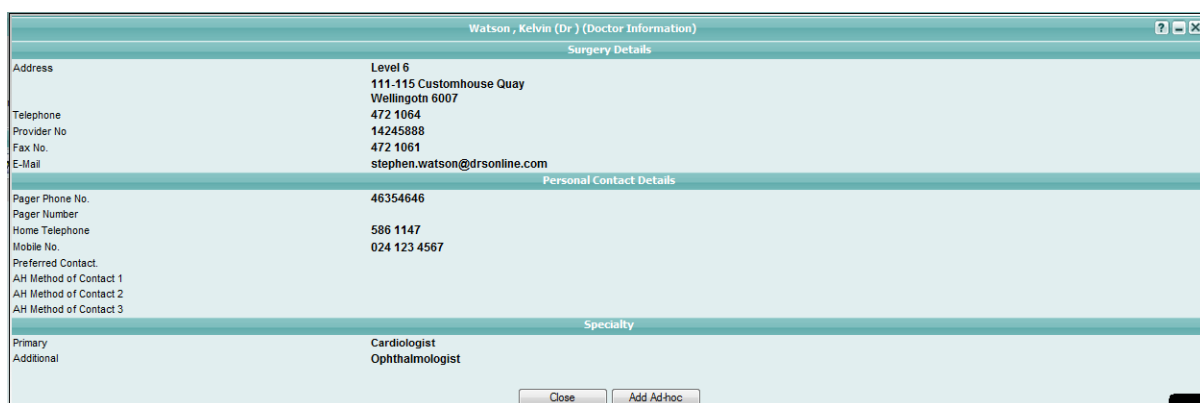 Watson , Kelvin (Dr ) (Doctor Information)
?
Surgery Details
Address Level 6
111-115 Customhouse Quay
Wellingotn 6007
Telephone 472 1064
Provider No 14245888
Fax No. 472 1061
E-Mail stephen.watson@drsonline.com
Personal Contact Details
Pager Phone No. 46354646
Pager Number
Home Telephone 586 1147
Mobile No. 024 123 4567
Preferred Contact.
AH Method of Contact 1
AH Method of Contact 2
AH Method of Contact 3
Specialty
Primary Cardiologist
Additional Ophthalmologist
Close Add Ad-hoc